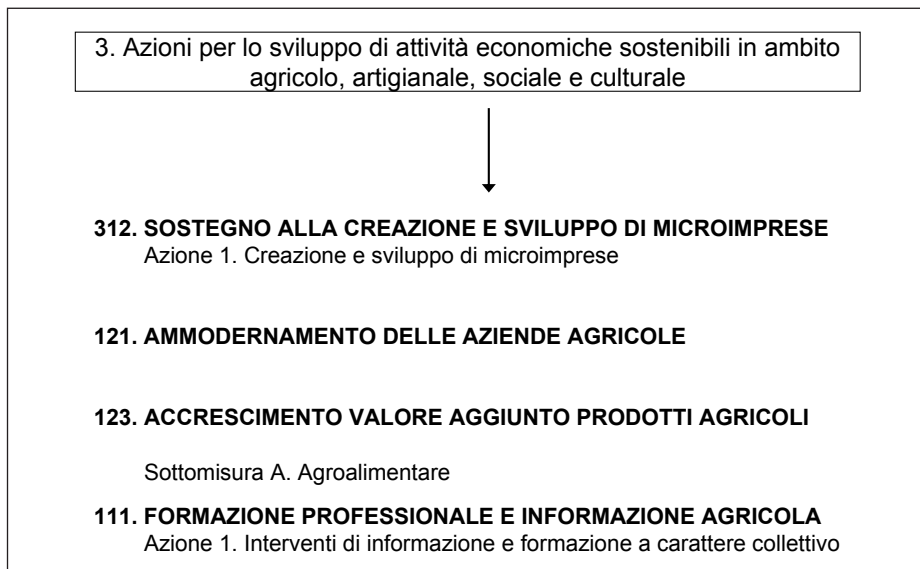 3. Azioni per lo sviluppo di attività economiche sostenibili in ambito
agricolo, artigianale, sociale e culturale
312. SOSTEGNO ALLA CREAZIONE E SVILUPPO DI MICROIMPRESE
Azione 1. Creazione e sviluppo di microimprese
121. AMMODERNAMENTO DELLE AZIENDE AGRICOLE
123. ACCRESCIMENTO VALORE AGGIUNTO PRODOTTI AGRICOLI
Sottomisura A. Agroalimentare
111. FORMAZIONE PROFESSIONALE E INFORMAZIONE AGRICOLA
Azione 1. Interventi di informazione e formazione a carattere collettivo